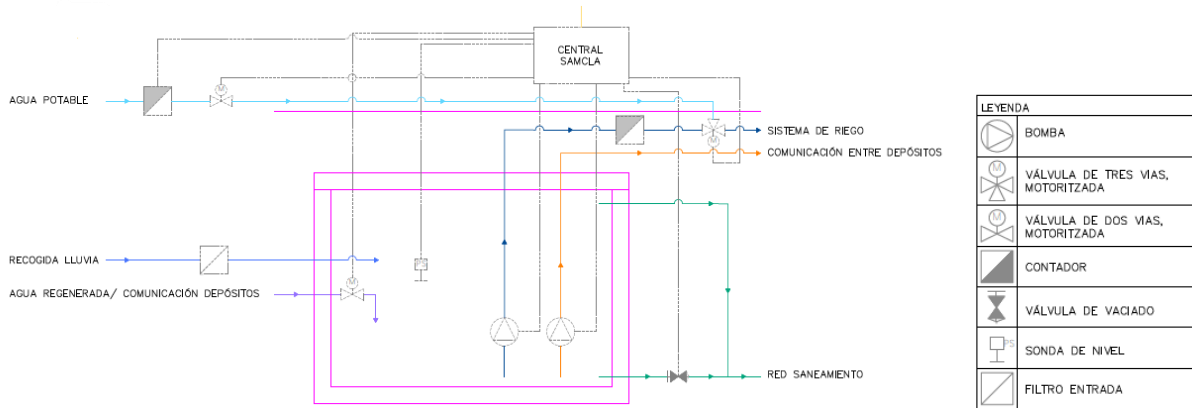 CENTRAL
SAMCLA
M
AGUA POTABLE
SISTEMA DE RIEGO
M
COMUNICACIÓN ENTRE DEPÓSITOS
RECOGIDA LLUVIA
PS
M
AGUA REGENERADA/ COMUNICACIÓN DEPÓSITOS
RED SANEAMIENTO
LEYENDA
BOMBA
M
VÁLVULA DE TRES VIAS,
MOTORITZADA
M
VÁLVULA DE DOS VIAS,
MOTORITZADA
CONTADOR
VÁLVULA DE VACIADO
PS
SONDA DE NIVEL
FILTRO ENTRADA